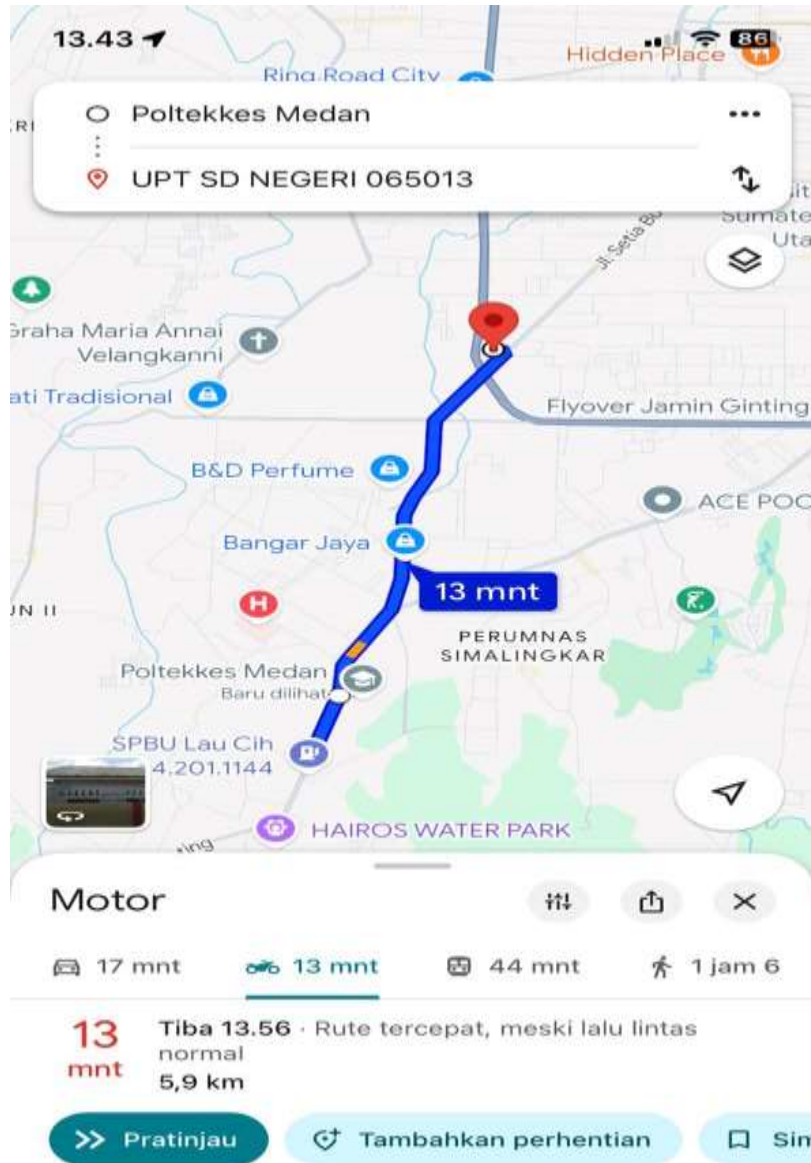 13.43
86
Hidden Place
Ring Road City
Poltekkes Medan
UPT SD NEGERI 065013
Sumate
Uta
Jl. Setia Bu
Graha Maria Annai
Velangkanni
ati Tradisional
Flyover Jamin Ginting
B&D Perfume
ACE POO
Bangar Jaya
13 mnt
UN II
H
PERUMNAS
SIMALINGKAR
Poltekkes Medan
Baru dilihat
SPBU Lau Cih
4.201.1144
HAIROS WATER PARK
ing
Motor
17 mnt
13 mnt
44 mnt
1 jam 6
13
mnt
Tiba 13.56 · Rute tercepat, meski lalu lintas
normal
5,9 km
Pratinjau
Tambahkan perhentian
Sim